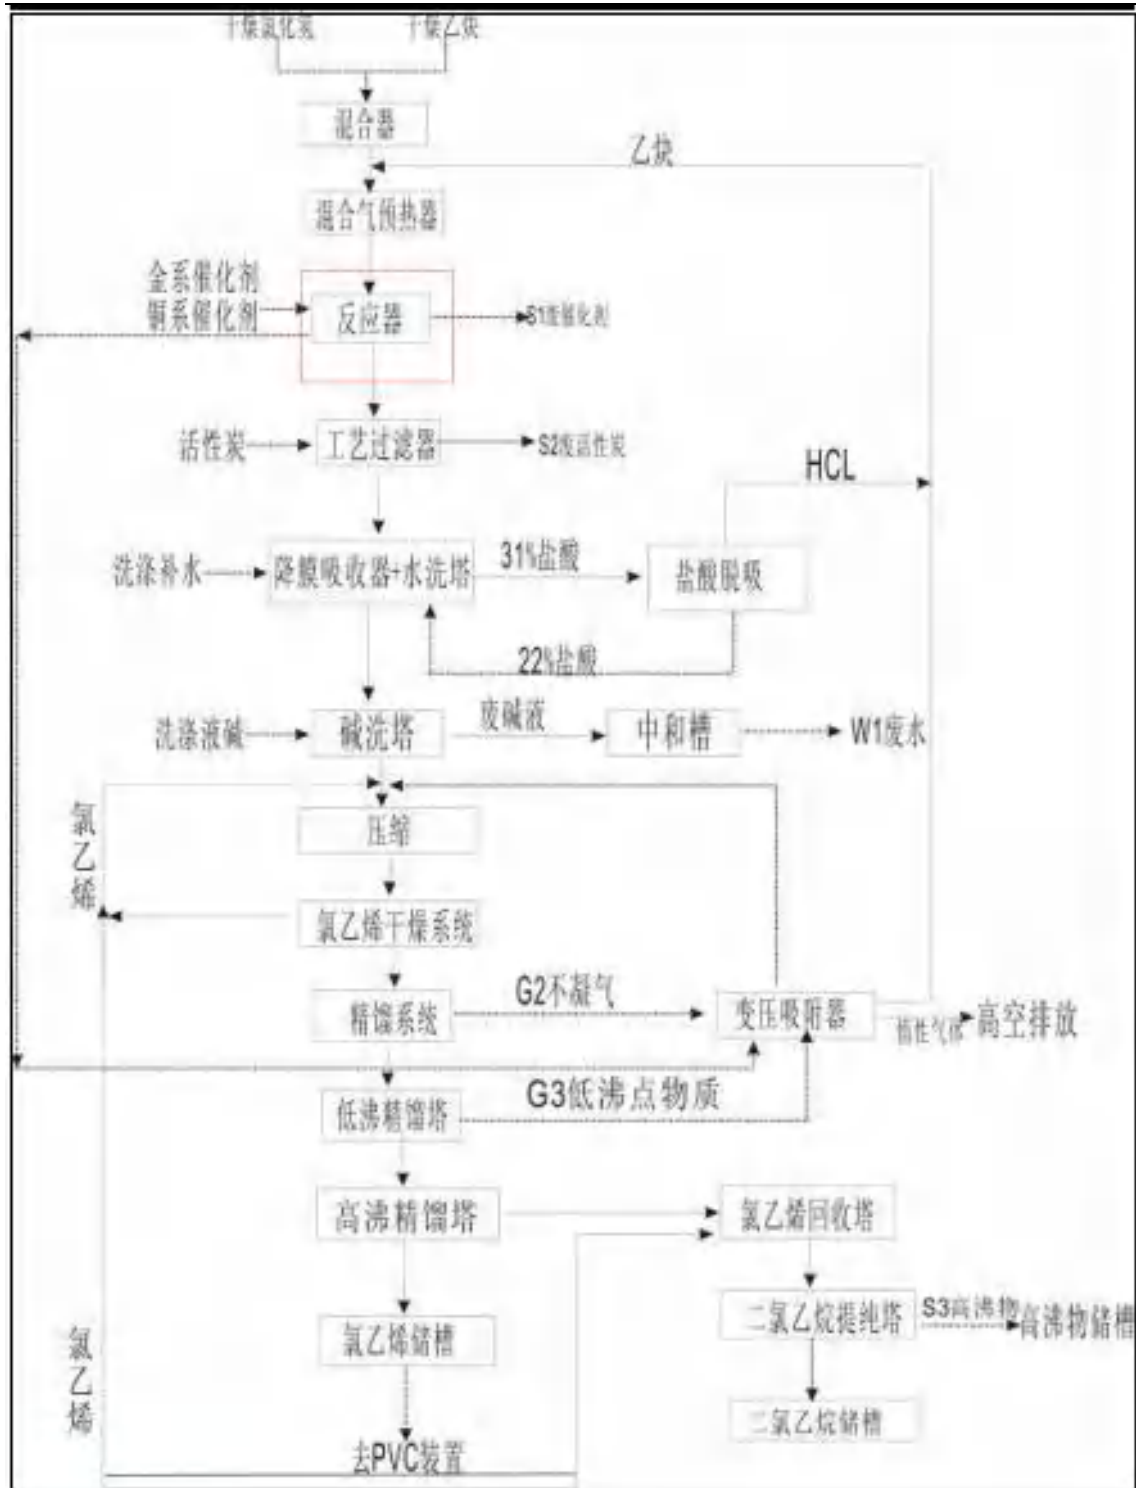 干燥氯化氢
干燥乙炔
混合器
乙炔
混合气预热器
金系催化剂
铜系催化剂
反应器
S1废催化剂
活性炭
工艺过滤器
S2废活性炭
HCL
洗涤补水
降膜吸收器+水洗塔
31%盐酸
盐酸脱吸
22%盐酸
洗涤液碱
碱洗塔
废碱液
中和槽
W1废水
氯乙烯
压缩
氯乙烯干燥系统
精馏系统
G2不凝气
变压吸附器
惰性气体
高空排放
G3低沸点物质
低沸精馏塔
高沸精馏塔
氯乙烯回收塔
二氯乙烷提纯塔
S3高沸物
高沸物储槽
氯乙烯储槽
氯乙烯
二氯乙烷储槽
去PVC装置